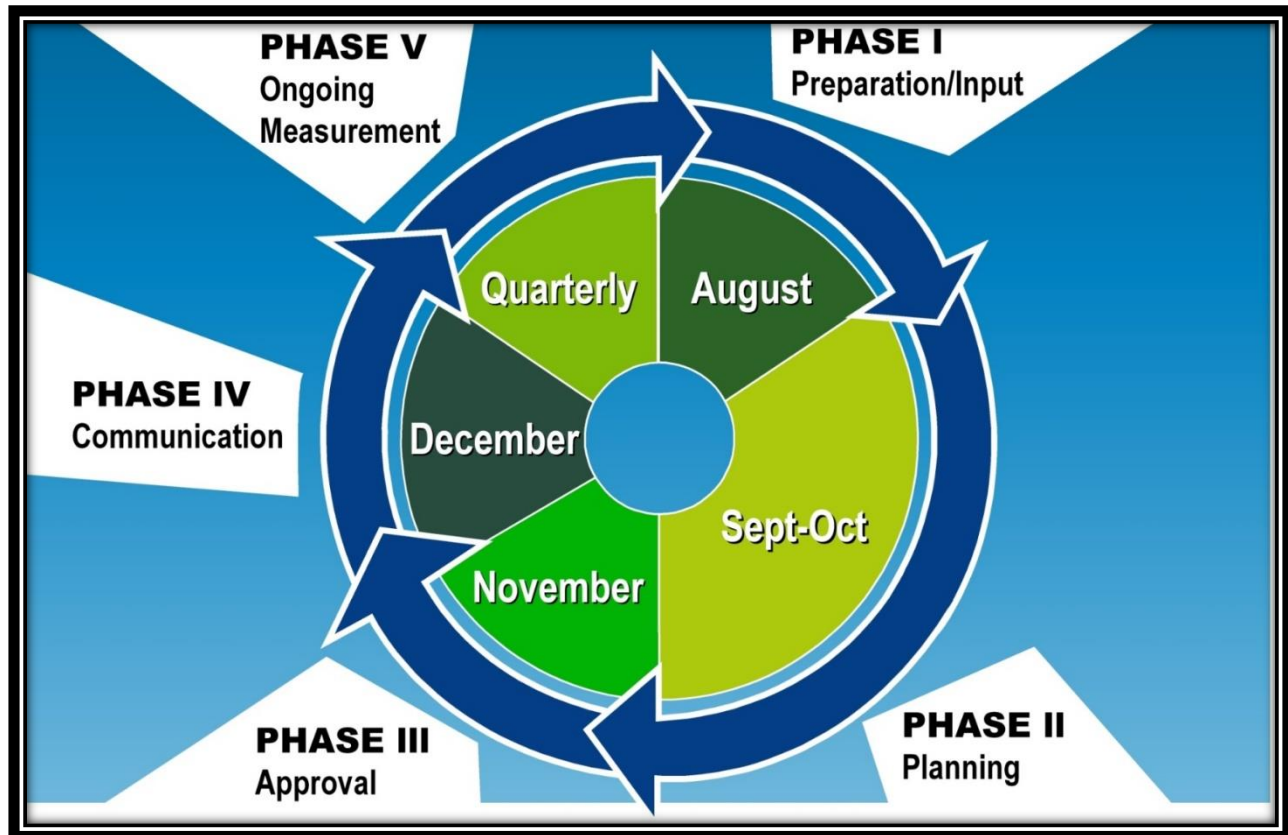 PHASE I
Preparation/Input
PHASE II
Planning
PHASE III
Approval
PHASE IV
Communication
PHASE V
Ongoing
Measurement
August
Sept-Oct
November
December
Quarterly